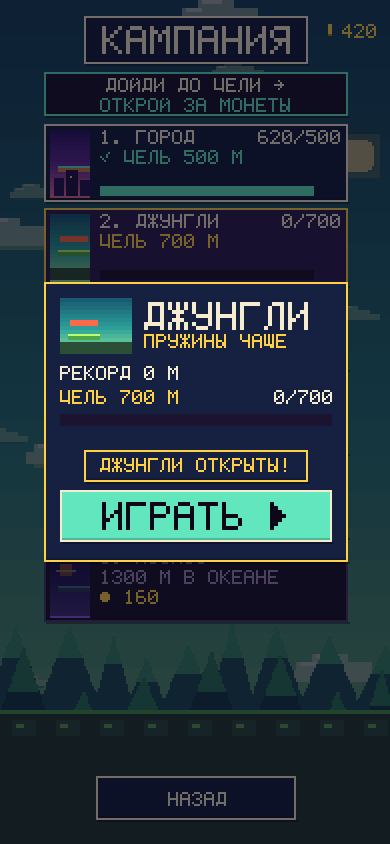 КАМПАНИЯ
420
ДОЙДИ ДО ЦЕЛИ →
ОТКРОЙ ЗА МОНЕТЫ
1. ГОРОД 620/500
✓ ЦЕЛЬ 500 М
2. ДЖУНГЛИ 0/700
ЦЕЛЬ 700 М
ДЖУНГЛИ
ПРУЖИНЫ ЧАЩЕ
РЕКОРД 0 М
ЦЕЛЬ 700 М 0/700
ДЖУНГЛИ ОТКРЫТЫ!
ИГРАТЬ ▶
1300 М В ОКЕАНЕ
160
НАЗАД